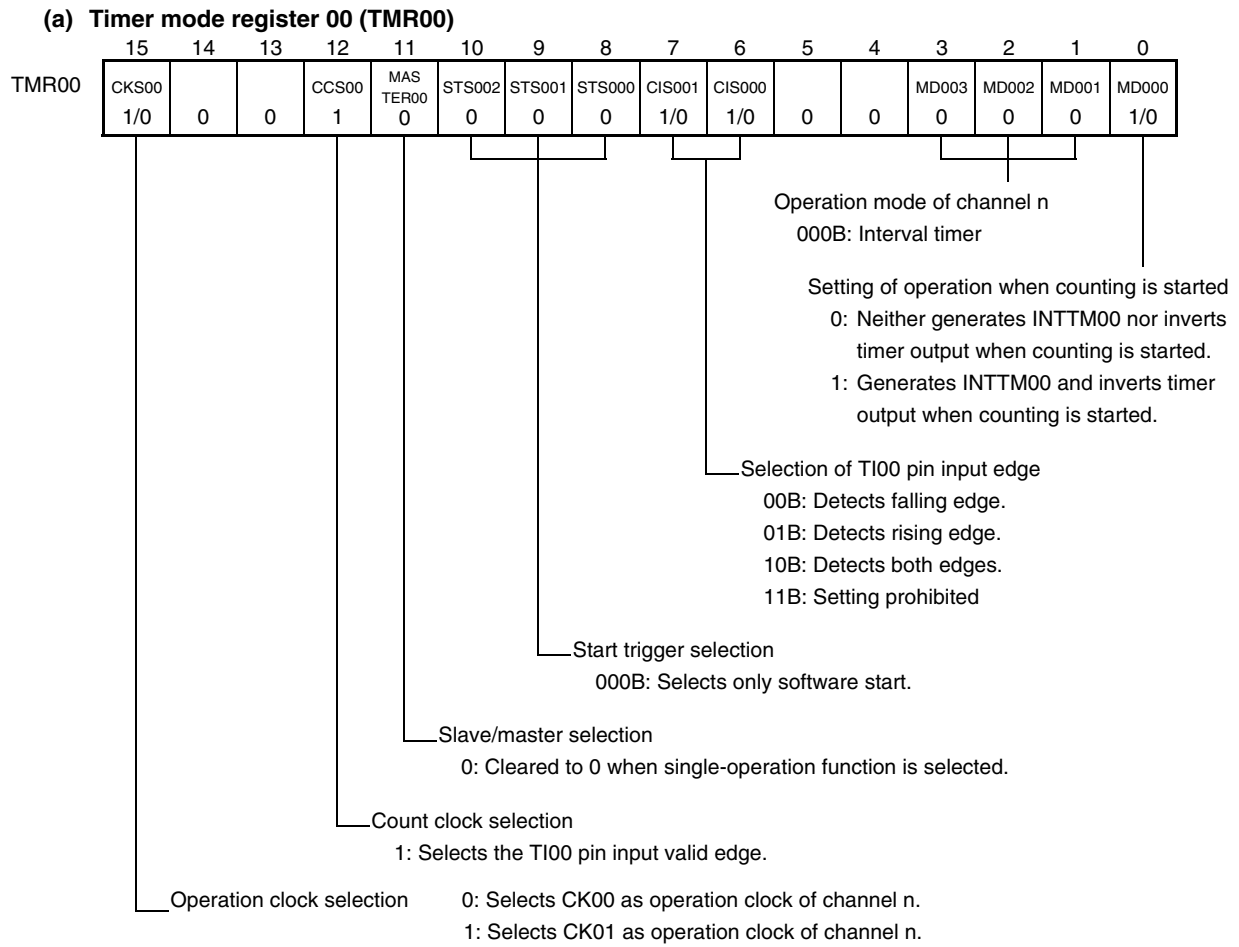 (a) Timer mode register 00 (TMR00)
15 14 13 12 11 10 9 8 7 6 5 4 3 2 1 0
TMR00 CKS00 CCS00 MAS TER00 STS002 STS001 STS000 CIS001 CIS000 MD003 MD002 MD001 MD000
1/0 0 0 1 0 0 0 0 1/0 1/0 0 0 0 0 0 1/0
Operation mode of channel n
000B: Interval timer
Setting of operation when counting is started
0: Neither generates INTTM00 nor inverts
timer output when counting is started.
1: Generates INTTM00 and inverts timer
output when counting is started.
Selection of TI00 pin input edge
00B: Detects falling edge.
01B: Detects rising edge.
10B: Detects both edges.
11B: Setting prohibited
Start trigger selection
000B: Selects only software start.
Slave/master selection
0: Cleared to 0 when single-operation function is selected.
Count clock selection
1: Selects the TI00 pin input valid edge.
Operation clock selection 0: Selects CK00 as operation clock of channel n.
1: Selects CK01 as operation clock of channel n.